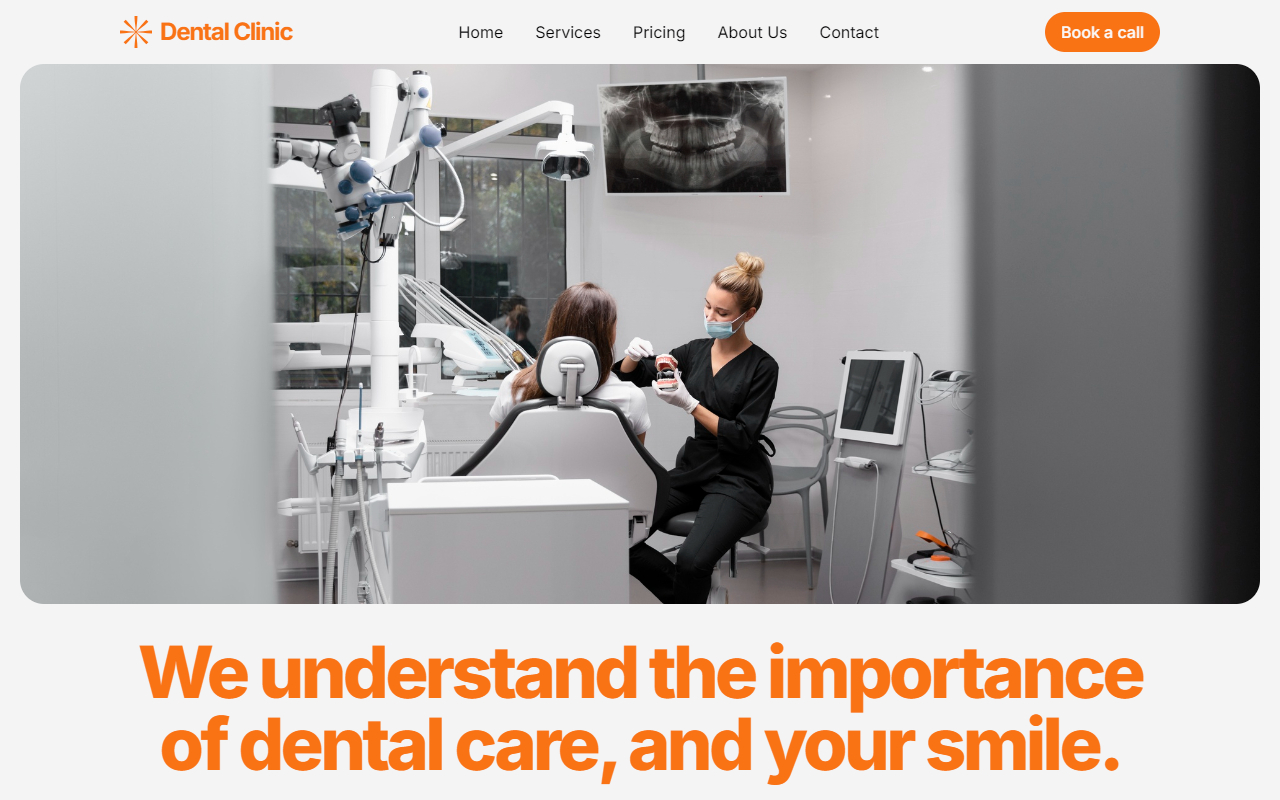 Dental Clinic
Home Services Pricing About Us Contact
Book a call
We understand the importance
of dental care, and your smile.